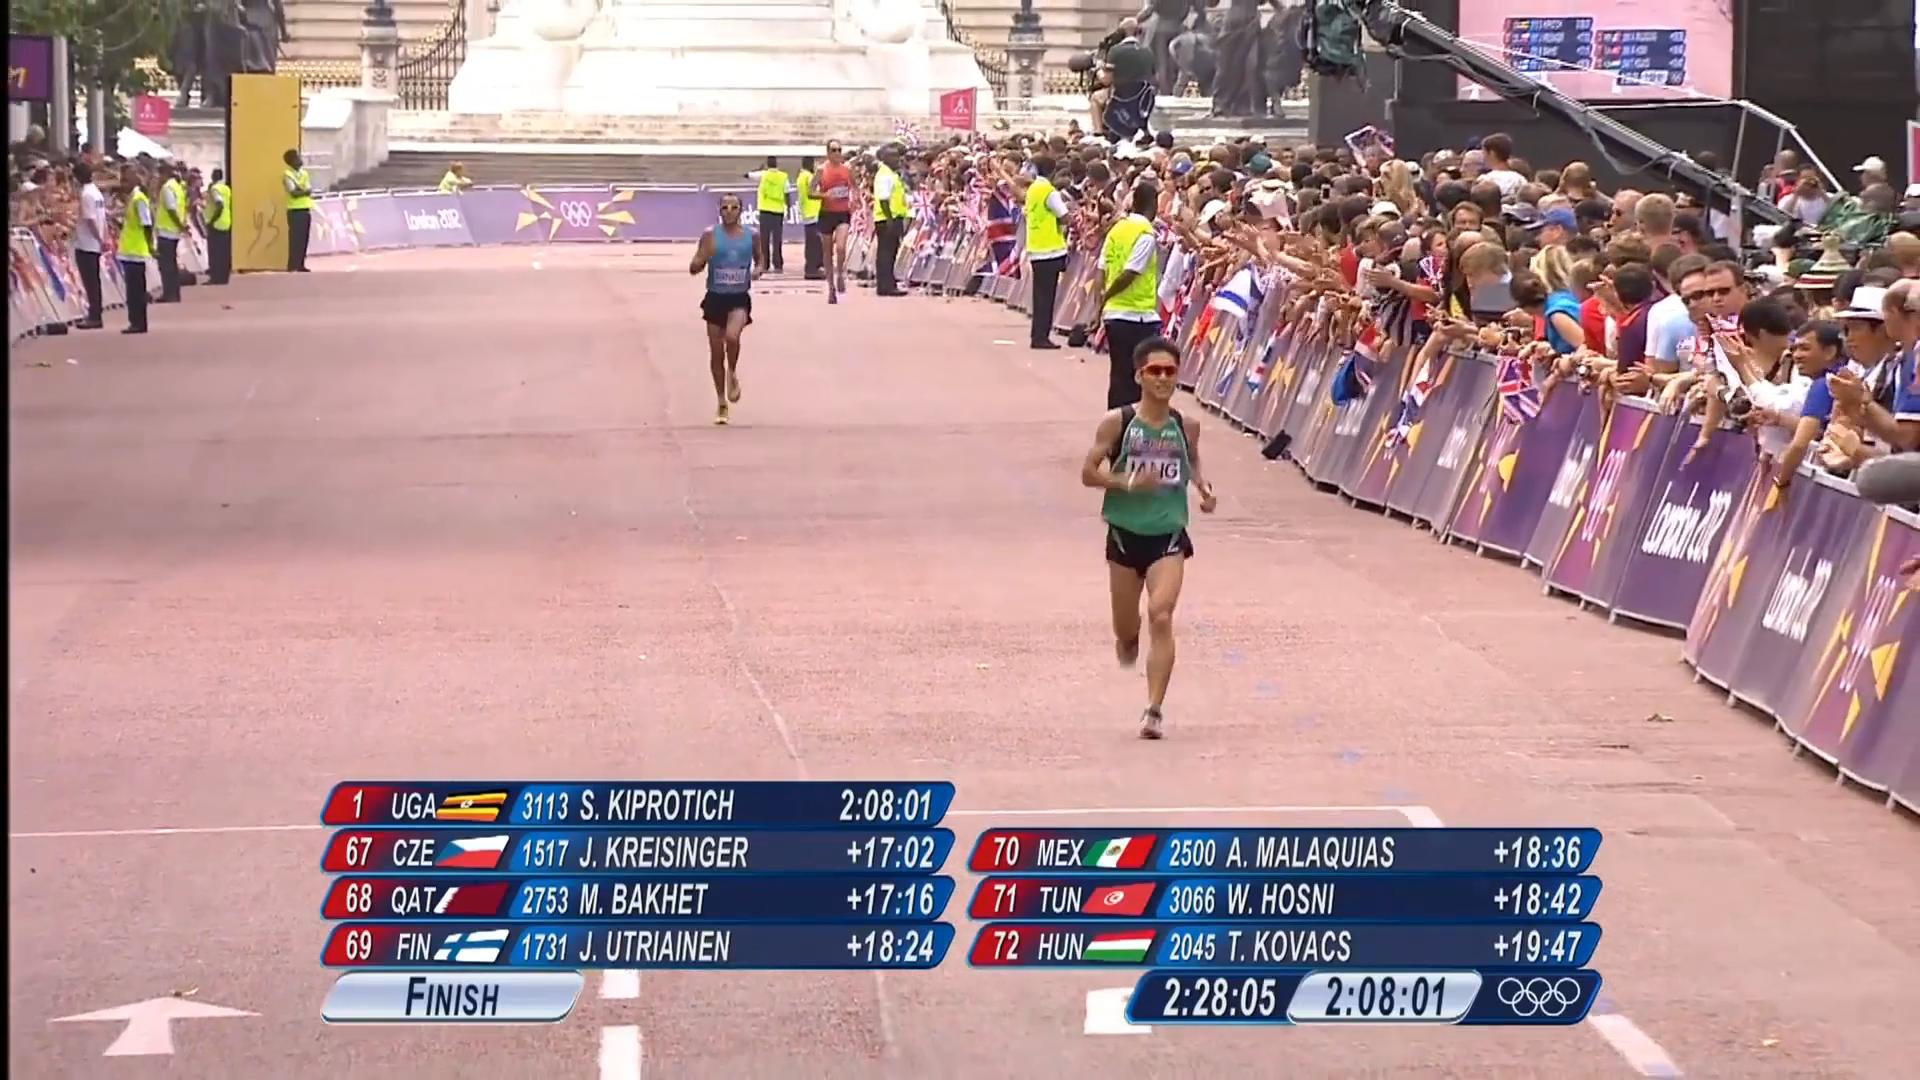 London 2012
1 UGA 3113 S. KIPROTICH 2:08:01
67 CZE 1517 J. KREISINGER +17:02
68 QAT 2753 M. BAKHET +17:16
69 FIN 1731 J. UTRIAINEN +18:24
70 MEX 2500 A. MALAQUIAS +18:36
71 TUN 3066 W. HOSNI +18:42
72 HUN 2045 T. KOVACS +19:47
FINISH
2:28:05 2:08:01
London 2012
London 2012